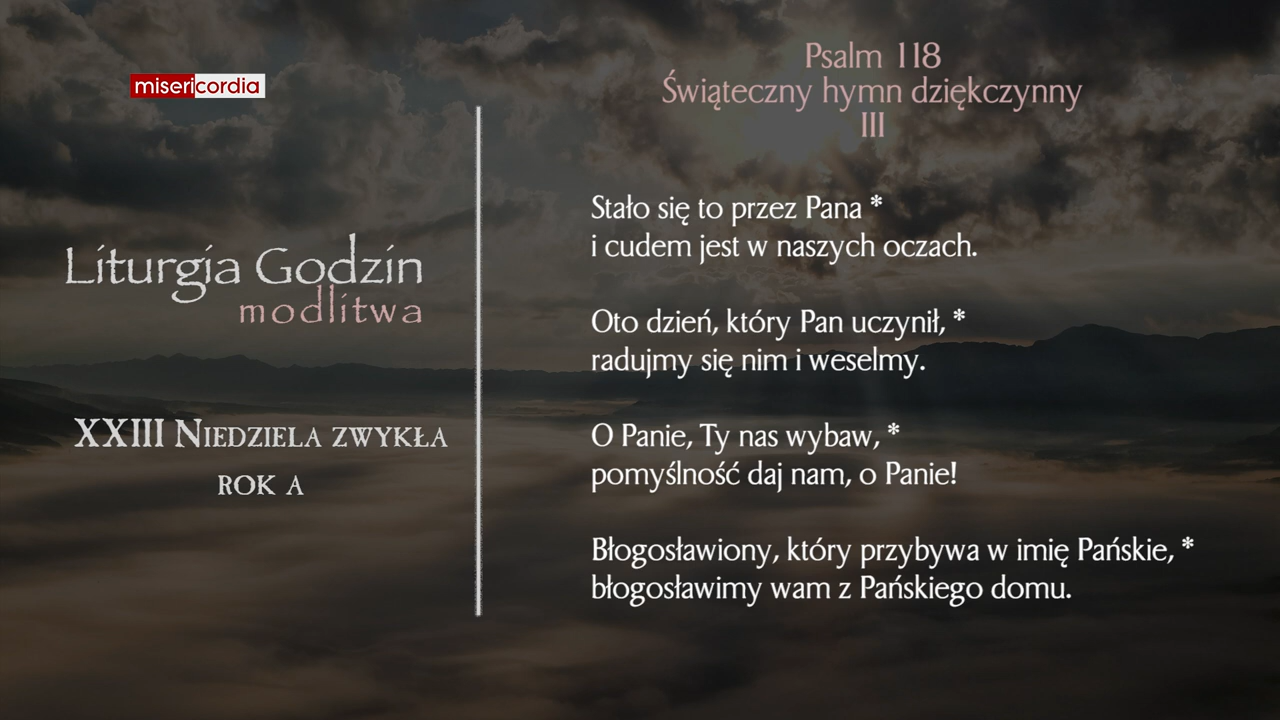 misericordia
Liturgia Godzin
modlitwa
XXIII Niedziela zwykła
rok A
Psalm 118
Świąteczny hymn dziękczynny
III
Stało się to przez Pana *
i cudem jest w naszych oczach.
Oto dzień, który Pan uczynił, *
radujmy się nim i weselmy.
O Panie, Ty nas wybaw, *
pomyślność daj nam, o Panie!
Błogosławiony, który przybywa w imię Pańskie, *
błogosławimy wam z Pańskiego domu.